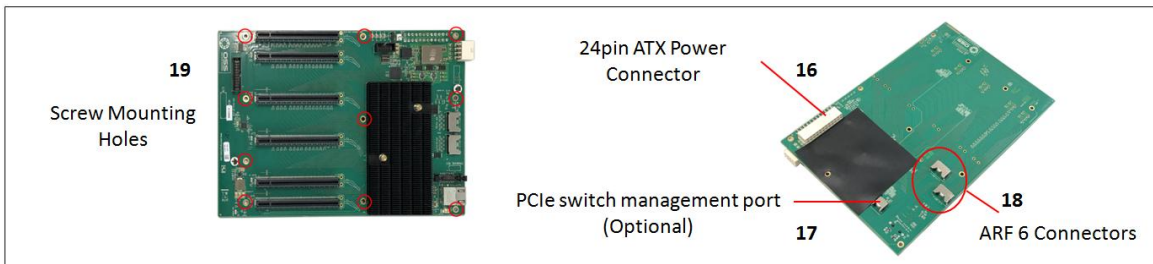 19
Screw Mounting
Holes
24pin ATX Power
Connector
16
PCIe switch management port
(Optional)
17
18
ARF 6 Connectors
OSS